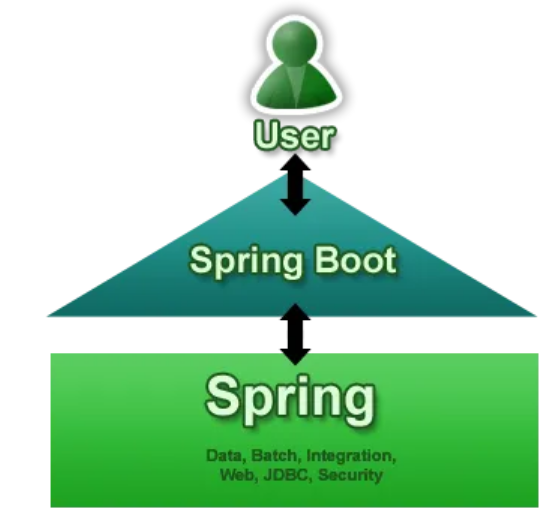 User
Spring Boot
Spring
Data, Batch, Integration,
Web, JDBC, Security